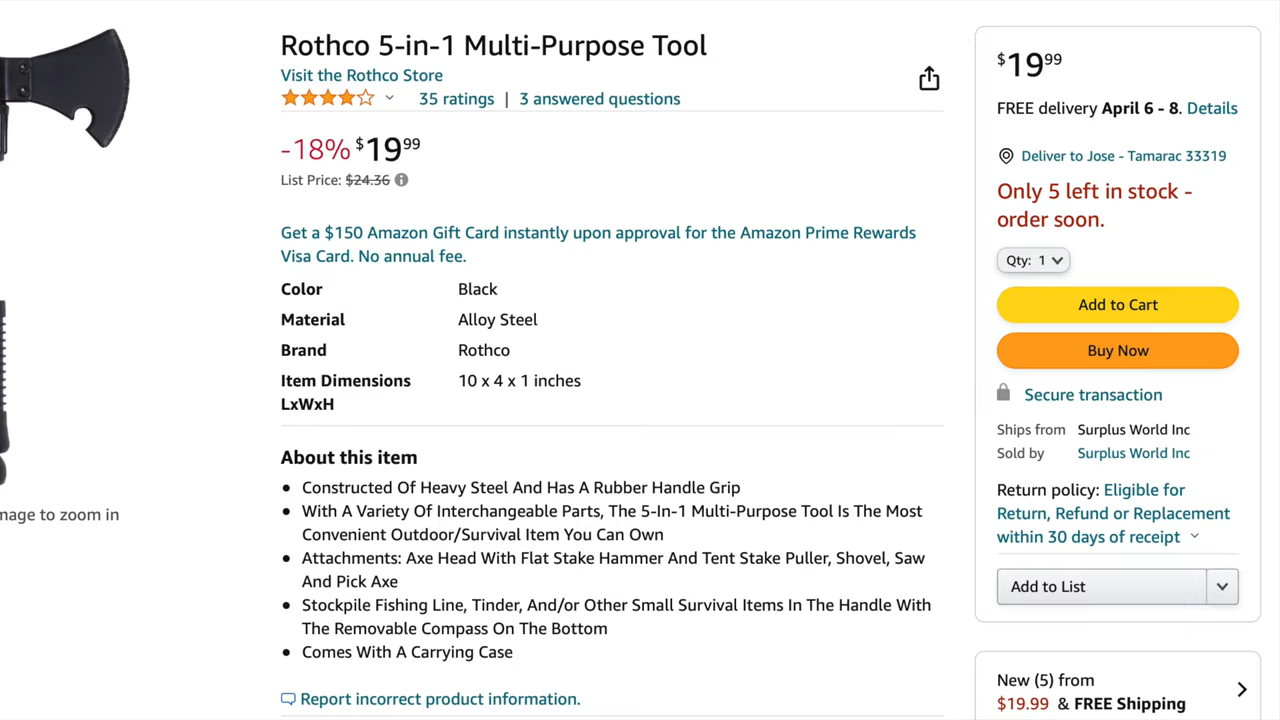 Rothco 5-in-1 Multi-Purpose Tool
Visit the Rothco Store
35 ratings | 3 answered questions
-18% $19 99
List Price: $24.36
Get a $150 Amazon Gift Card instantly upon approval for the Amazon Prime Rewards
Visa Card. No annual fee.
Color Black
Material Alloy Steel
Brand Rothco
Item Dimensions 10 x 4 x 1 inches
LxWxH
About this item
Constructed Of Heavy Steel And Has A Rubber Handle Grip
With A Variety Of Interchangeable Parts, The 5-In-1 Multi-Purpose Tool Is The Most
Convenient Outdoor/Survival Item You Can Own
Attachments: Axe Head With Flat Stake Hammer And Tent Stake Puller, Shovel, Saw
And Pick Axe
Stockpile Fishing Line, Tinder, And/or Other Small Survival Items In The Handle With
The Removable Compass On The Bottom
Comes With A Carrying Case
Report incorrect product information.
mage to zoom in
$19 99
FREE delivery April 6 - 8. Details
Deliver to Jose - Tamarac 33319
Only 5 left in stock -
order soon.
Qty: 1
Add to Cart
Buy Now
Secure transaction
Ships from Surplus World Inc
Sold by Surplus World Inc
Return policy: Eligible for
Return, Refund or Replacement
within 30 days of receipt
Add to List
New (5) from
$19.99 & FREE Shipping